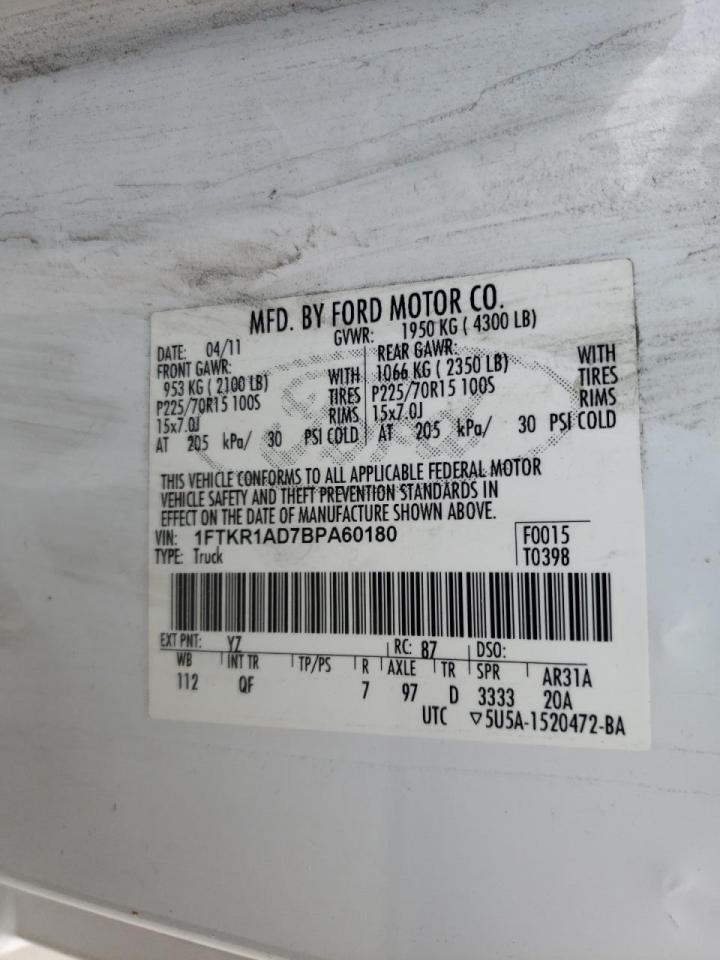 MFD. BY FORD MOTOR CO.
DATE: 04/11 GVWR: 1950 KG ( 4300 LB)
FRONT GAWR: REAR GAWR:
953 KG ( 2100 LB) WITH 1066 KG ( 2350 LB) WITH
P225/70R15 100S TIRES P225/70R15 100S TIRES
15x7.0J RIMS 15x7.0J RIMS
AT 205 kPa/ 30 PSI COLD AT 205 kPa/ 30 PSI COLD
THIS VEHICLE CONFORMS TO ALL APPLICABLE FEDERAL MOTOR
VEHICLE SAFETY AND THEFT PREVENTION STANDARDS IN
EFFECT ON THE DATE OF MANUFACTURE SHOWN ABOVE.
VIN: 1FTKR1AD7BPA60180 F0015
TYPE: Truck T0398
EXT PNT: YZ RC: 87 DSO:
WB INT TR TP/PS R AXLE TR SPR AR31A
112 QF 7 97 D 3333 20A
UTC ▽5U5A-1520472-BA